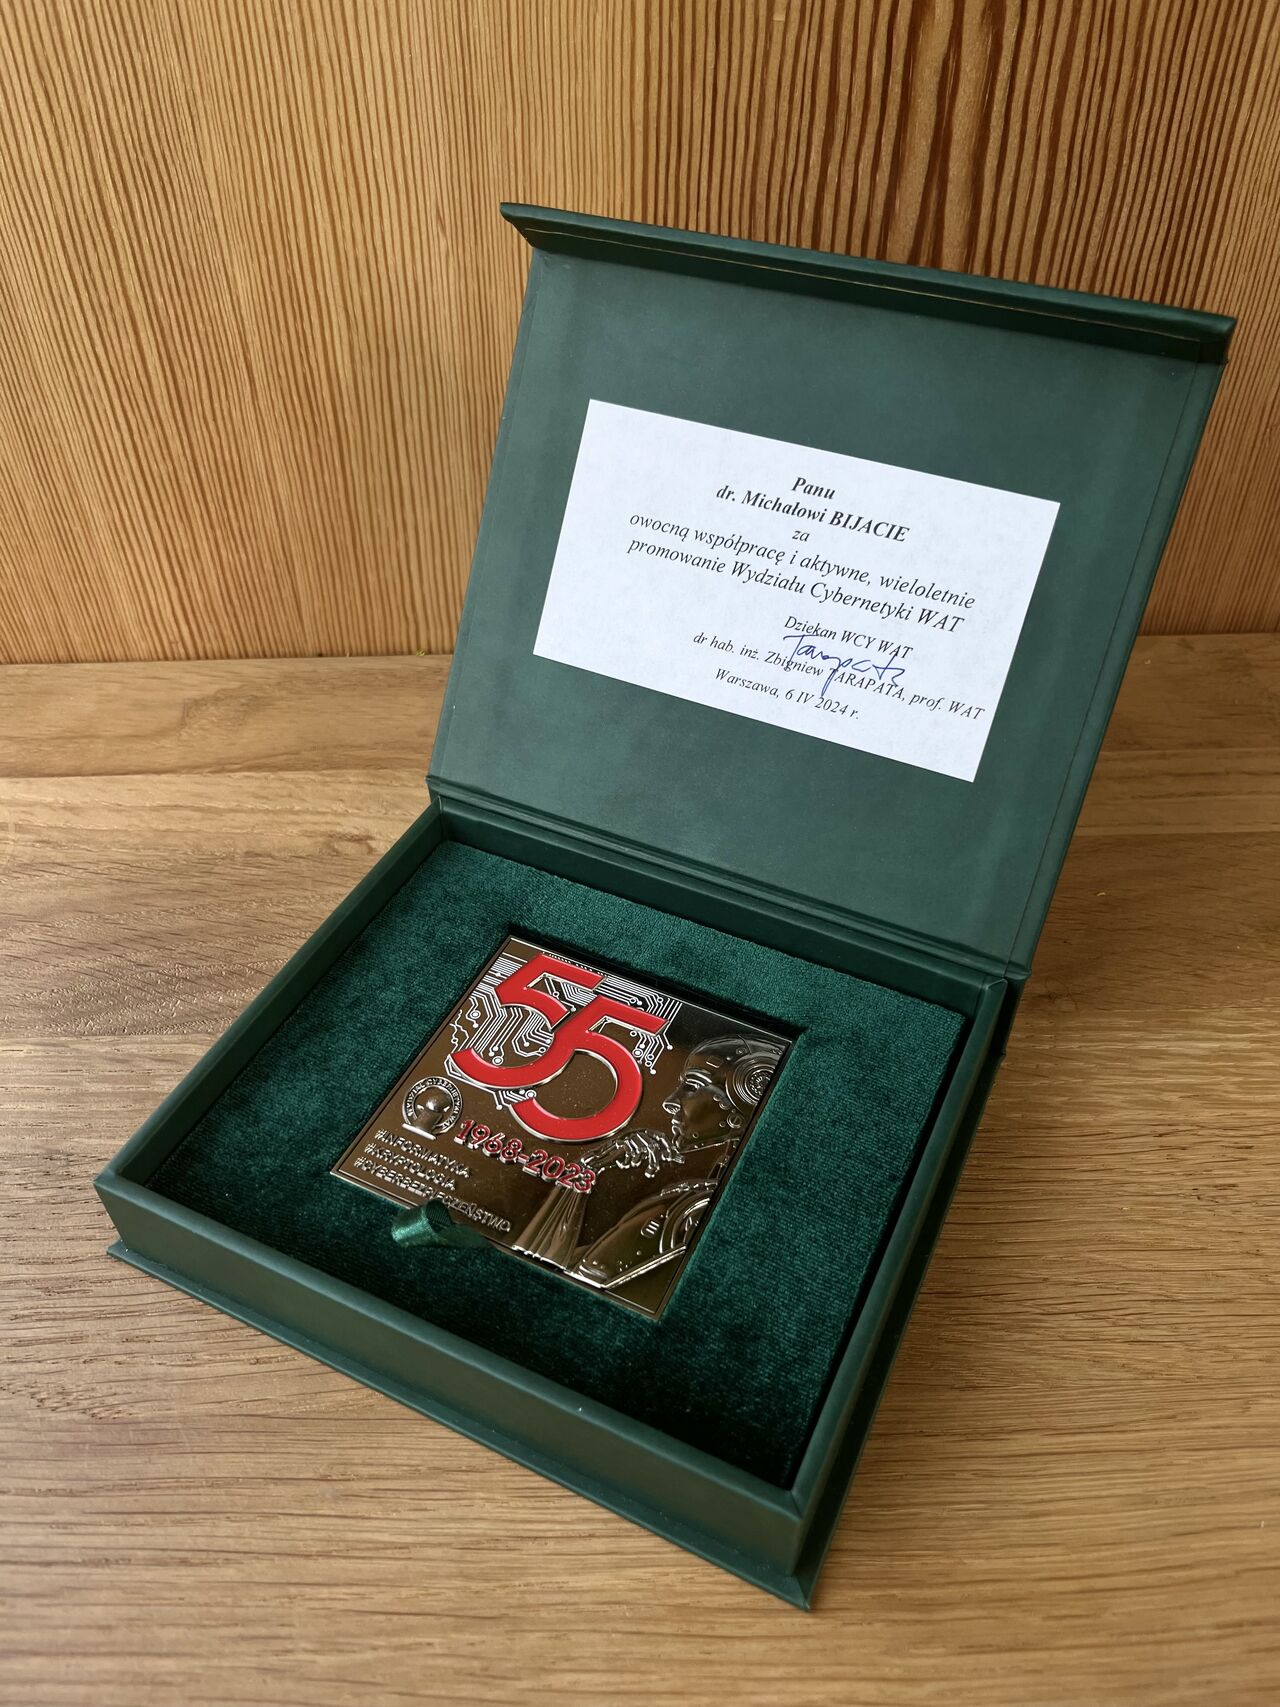 Panu
dr. Michałowi BIJACIE
za
owocną współpracę i aktywne, wieloletnie
promowanie Wydziału Cybernetyki WAT
Dziekan WCY WAT
dr hab. inż. Zbigniew TARAPATA, prof. WAT
Warszawa, 6 IV 2024 r.
55
1968-2023
#INFORMATYKA
#KRYPTOLOGIA
#CYBERBEZPIECZEŃSTWO